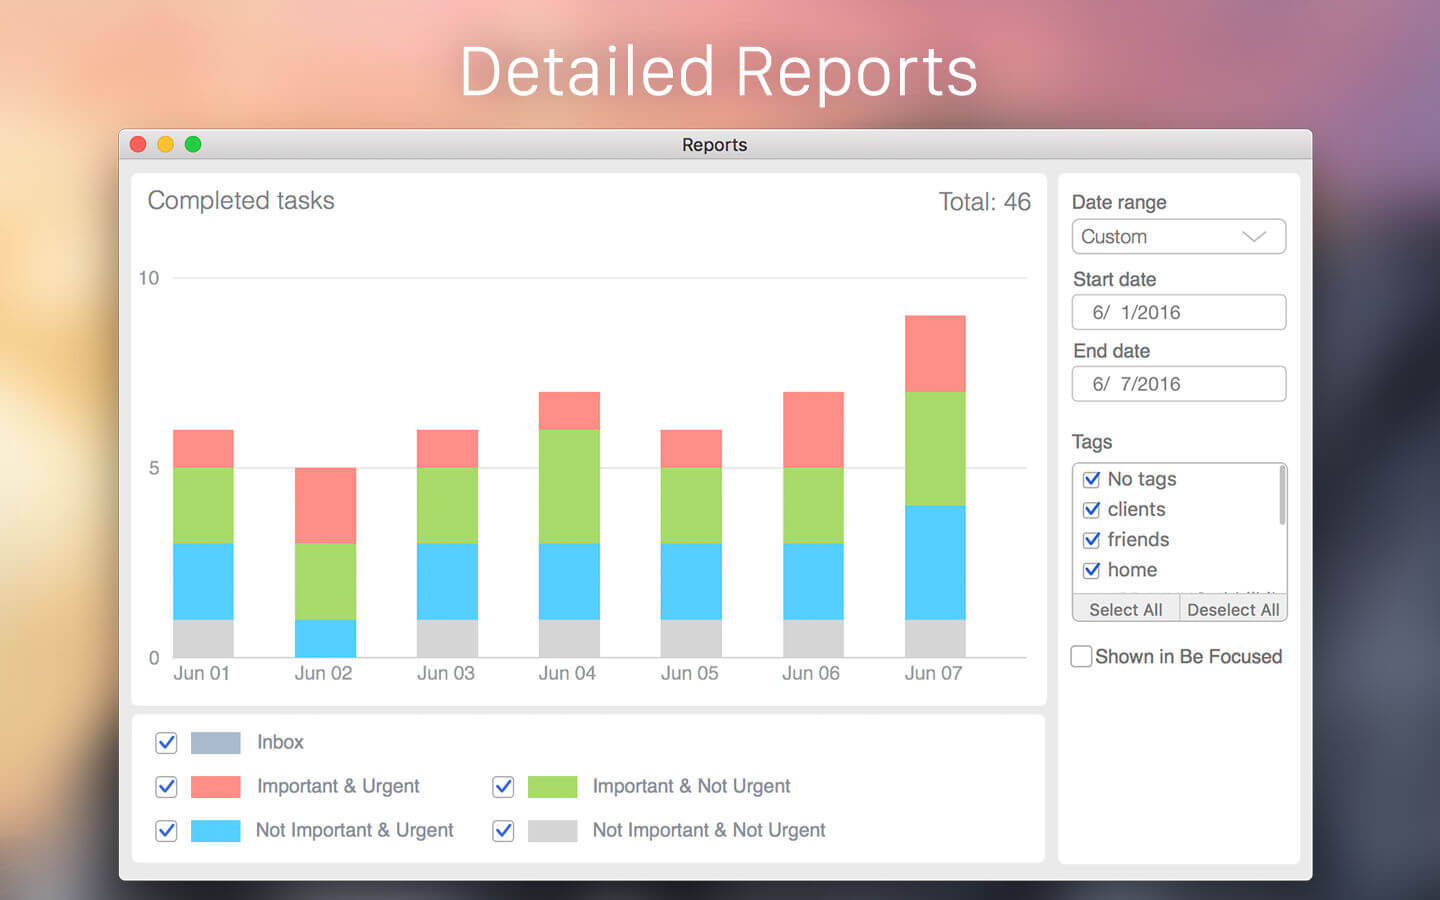 Detailed Reports
Reports
Completed tasks
Total: 46
10
5
0
Jun 01
Jun 02
Jun 03
Jun 04
Jun 05
Jun 06
Jun 07
Inbox
Important & Urgent
Important & Not Urgent
Not Important & Urgent
Not Important & Not Urgent
Date range
Custom
Start date
6/ 1/2016
End date
6/ 7/2016
Tags
No tags
clients
friends
home
Select All
Deselect All
Shown in Be Focused